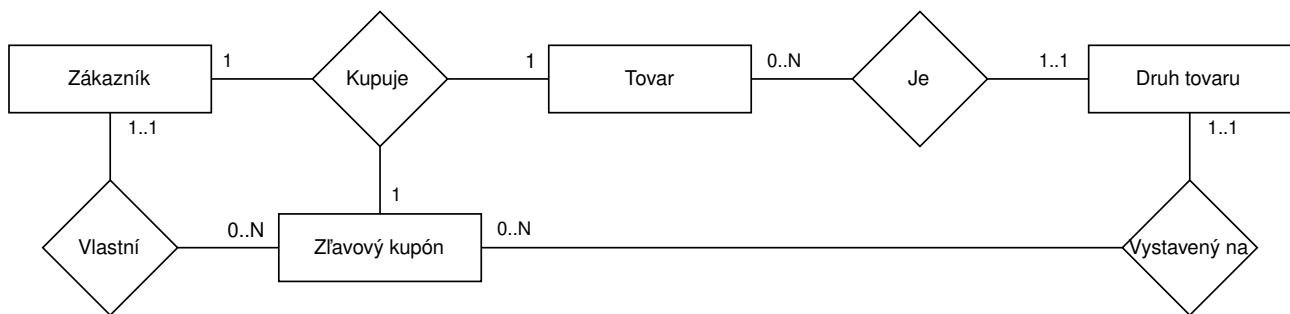 Zákazník
1
Kupuje
1
Tovar
0..N
Je
1..1
Druh tovaru
1..1
1..1
1
Vlastní
0..N
Zľavový kupón
0..N
Vystavený na